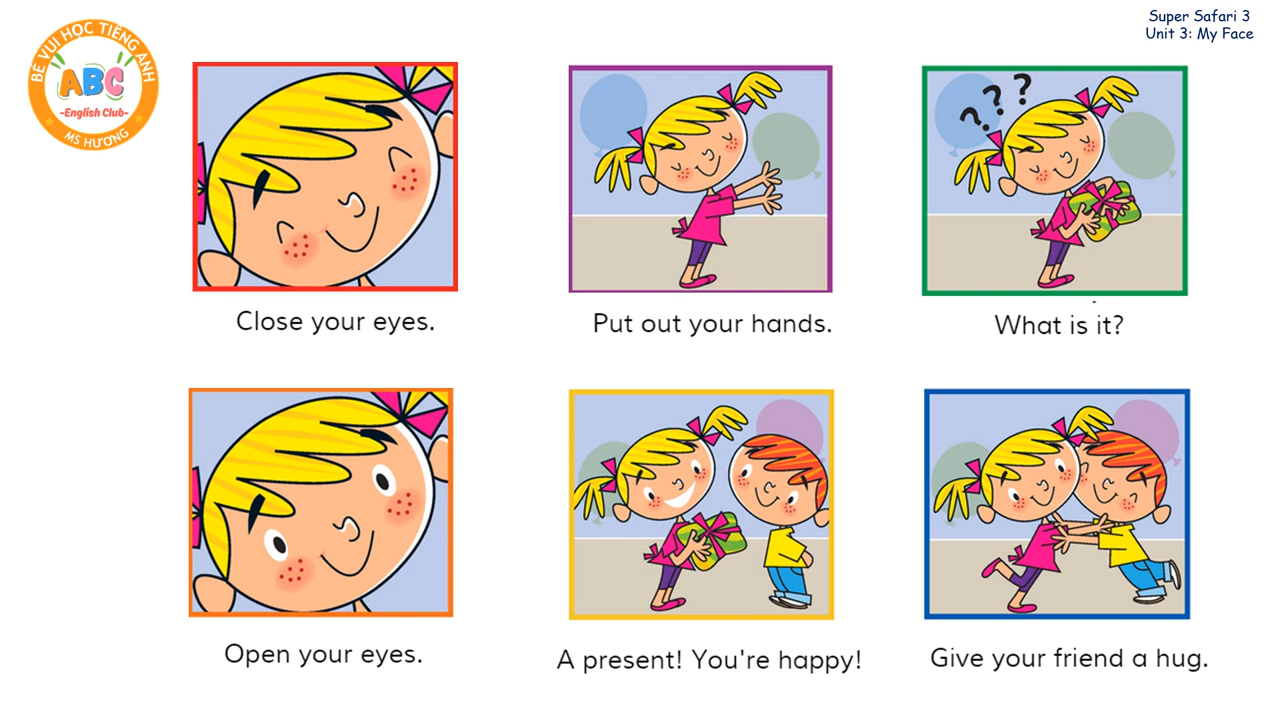 BÉ VUI HỌC TIẾNG ANH
ABC
-English Club-
MS HƯƠNG
Super Safari 3
Unit 3: My Face
? ? ?
Close your eyes.
Put out your hands.
What is it?
Open your eyes.
A present! You're happy!
Give your friend a hug.